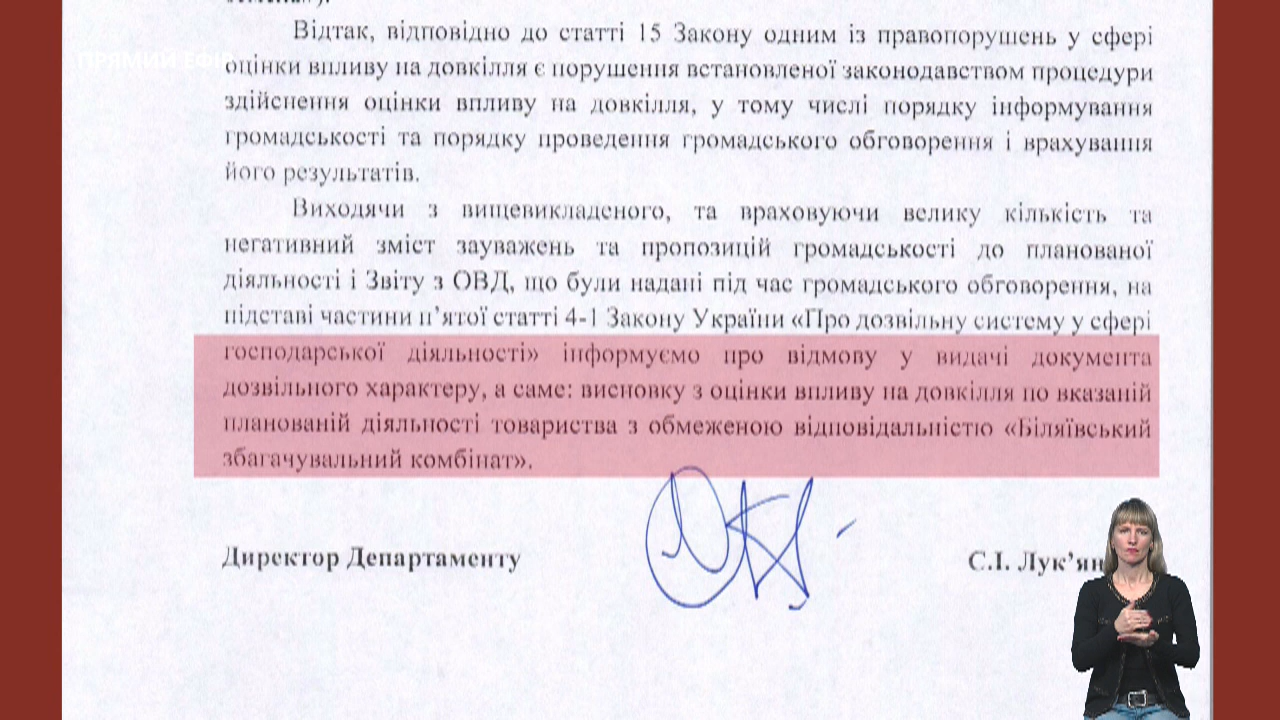 ПРЯМИЙ ЕФІР
Відтак, відповідно до статті 15 Закону одним із правопорушень у сфері
оцінки впливу на довкілля є порушення встановленої законодавством процедури
здійснення оцінки впливу на довкілля, у тому числі порядку інформування
громадськості та порядку проведення громадського обговорення і врахування
його результатів.
Виходячи з вищевикладеного, та враховуючи велику кількість та
негативний зміст зауважень та пропозицій громадськості до планованої
діяльності і Звіту з ОВД, що були надані під час громадського обговорення, на
підставі частини п’ятої статті 4-1 Закону України «Про дозвільну систему у сфері
господарської діяльності» інформуємо про відмову у видачі документа
дозвільного характеру, а саме: висновку з оцінки впливу на довкілля по вказаній
планованій діяльності товариства з обмеженою відповідальністю «Біляївський
збагачувальний комбінат».
Директор Департаменту
С.І.